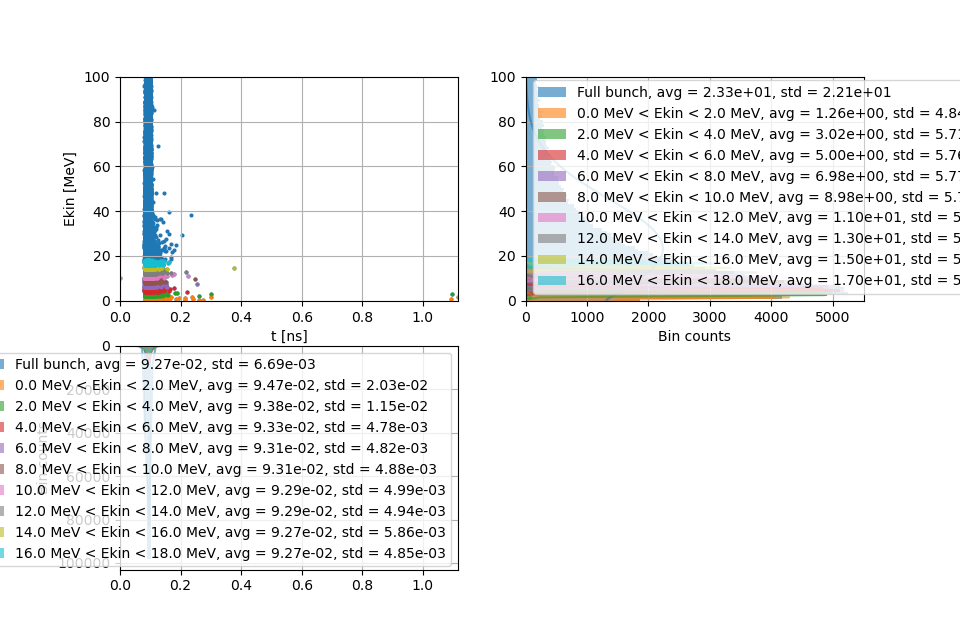 100
80
60
40
20
0
Ekin [MeV]
0.0 0.2 0.4 0.6 0.8 1.0
t [ns]
100
80
60
40
20
0
Full bunch, avg = 2.33e+01, std = 2.21e+01
0.0 MeV < Ekin < 2.0 MeV, avg = 1.26e+00, std = 4.84
2.0 MeV < Ekin < 4.0 MeV, avg = 3.02e+00, std = 5.71
4.0 MeV < Ekin < 6.0 MeV, avg = 5.00e+00, std = 5.76
6.0 MeV < Ekin < 8.0 MeV, avg = 6.98e+00, std = 5.77
8.0 MeV < Ekin < 10.0 MeV, avg = 8.98e+00, std = 5.7
10.0 MeV < Ekin < 12.0 MeV, avg = 1.10e+01, std = 5
12.0 MeV < Ekin < 14.0 MeV, avg = 1.30e+01, std = 5
14.0 MeV < Ekin < 16.0 MeV, avg = 1.50e+01, std = 5
16.0 MeV < Ekin < 18.0 MeV, avg = 1.70e+01, std = 5
0 1000 2000 3000 4000 5000
Bin counts
0
20000
40000
60000
80000
100000
Full bunch, avg = 9.27e-02, std = 6.69e-03
0.0 MeV < Ekin < 2.0 MeV, avg = 9.47e-02, std = 2.03e-02
2.0 MeV < Ekin < 4.0 MeV, avg = 9.38e-02, std = 1.15e-02
4.0 MeV < Ekin < 6.0 MeV, avg = 9.33e-02, std = 4.78e-03
6.0 MeV < Ekin < 8.0 MeV, avg = 9.31e-02, std = 4.82e-03
8.0 MeV < Ekin < 10.0 MeV, avg = 9.31e-02, std = 4.88e-03
10.0 MeV < Ekin < 12.0 MeV, avg = 9.29e-02, std = 4.99e-03
12.0 MeV < Ekin < 14.0 MeV, avg = 9.29e-02, std = 4.94e-03
14.0 MeV < Ekin < 16.0 MeV, avg = 9.27e-02, std = 5.86e-03
16.0 MeV < Ekin < 18.0 MeV, avg = 9.27e-02, std = 4.85e-03
0.0 0.2 0.4 0.6 0.8 1.0